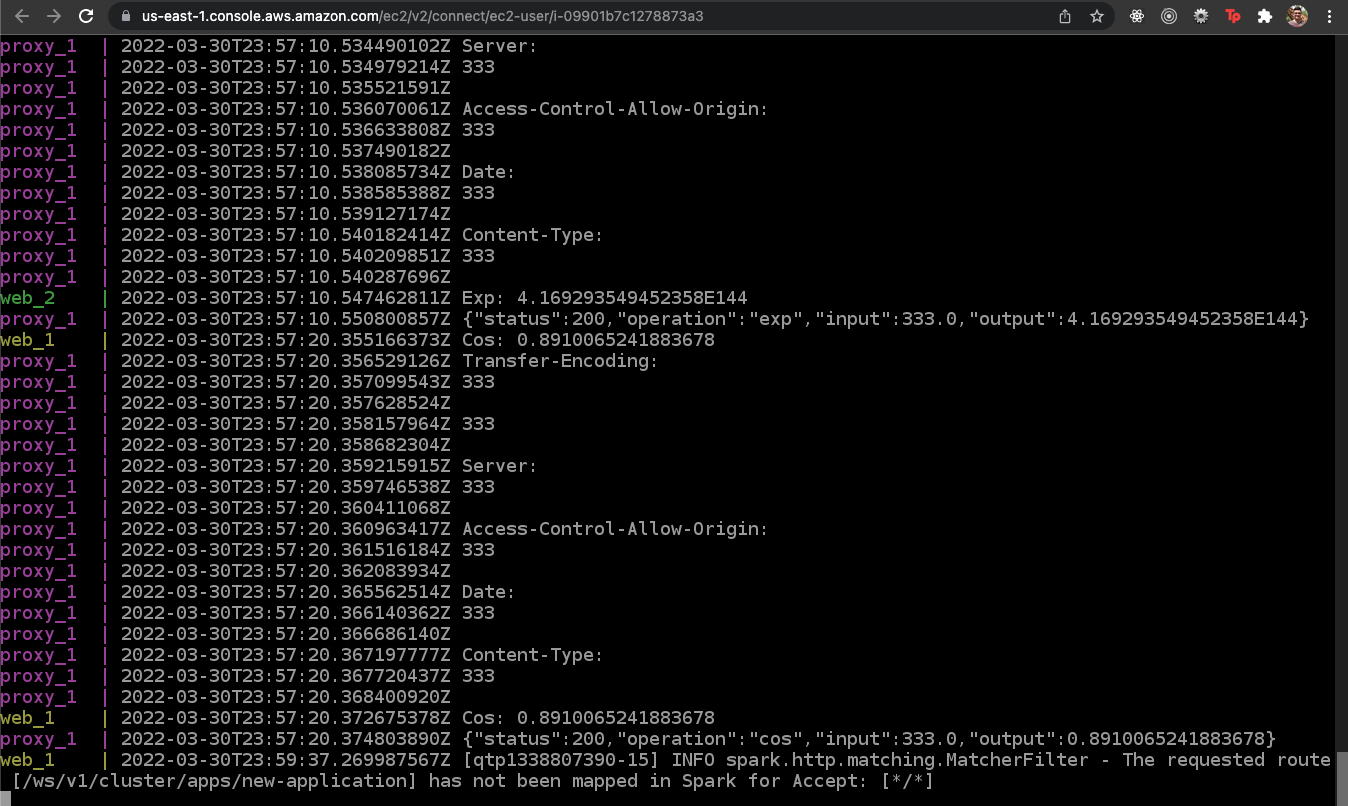 us-east-1.console.aws.amazon.com/ec2/v2/connect/ec2-user/i-09901b7c1278873a3
Tp
proxy_1 | 2022-03-30T23:57:10.534490102Z Server:
proxy_1 | 2022-03-30T23:57:10.534979214Z 333
proxy_1 | 2022-03-30T23:57:10.535521591Z
proxy_1 | 2022-03-30T23:57:10.536070061Z Access-Control-Allow-Origin:
proxy_1 | 2022-03-30T23:57:10.536633808Z 333
proxy_1 | 2022-03-30T23:57:10.537490182Z
proxy_1 | 2022-03-30T23:57:10.538085734Z Date:
proxy_1 | 2022-03-30T23:57:10.538585388Z 333
proxy_1 | 2022-03-30T23:57:10.539127174Z
proxy_1 | 2022-03-30T23:57:10.540182414Z Content-Type:
proxy_1 | 2022-03-30T23:57:10.540209851Z 333
proxy_1 | 2022-03-30T23:57:10.540287696Z
web_2 | 2022-03-30T23:57:10.547462811Z Exp: 4.169293549452358E144
proxy_1 | 2022-03-30T23:57:10.550800857Z {"status":200,"operation":"exp","input":333.0,"output":4.169293549452358E144}
web_1 | 2022-03-30T23:57:20.355166373Z Cos: 0.8910065241883678
proxy_1 | 2022-03-30T23:57:20.356529126Z Transfer-Encoding:
proxy_1 | 2022-03-30T23:57:20.357099543Z 333
proxy_1 | 2022-03-30T23:57:20.357628524Z
proxy_1 | 2022-03-30T23:57:20.358157964Z 333
proxy_1 | 2022-03-30T23:57:20.358682304Z
proxy_1 | 2022-03-30T23:57:20.359215915Z Server:
proxy_1 | 2022-03-30T23:57:20.359746538Z 333
proxy_1 | 2022-03-30T23:57:20.360411068Z
proxy_1 | 2022-03-30T23:57:20.360963417Z Access-Control-Allow-Origin:
proxy_1 | 2022-03-30T23:57:20.361516184Z 333
proxy_1 | 2022-03-30T23:57:20.362083934Z
proxy_1 | 2022-03-30T23:57:20.365562514Z Date:
proxy_1 | 2022-03-30T23:57:20.366140362Z 333
proxy_1 | 2022-03-30T23:57:20.366686140Z
proxy_1 | 2022-03-30T23:57:20.367197777Z Content-Type:
proxy_1 | 2022-03-30T23:57:20.367720437Z 333
proxy_1 | 2022-03-30T23:57:20.368400920Z
web_1 | 2022-03-30T23:57:20.372675378Z Cos: 0.8910065241883678
proxy_1 | 2022-03-30T23:57:20.374803890Z {"status":200,"operation":"cos","input":333.0,"output":0.8910065241883678}
web_1 | 2022-03-30T23:59:37.269987567Z [qtp1338807390-15] INFO spark.http.matching.MatcherFilter - The requested route
[/ws/v1/cluster/apps/new-application] has not been mapped in Spark for Accept: [*/*]